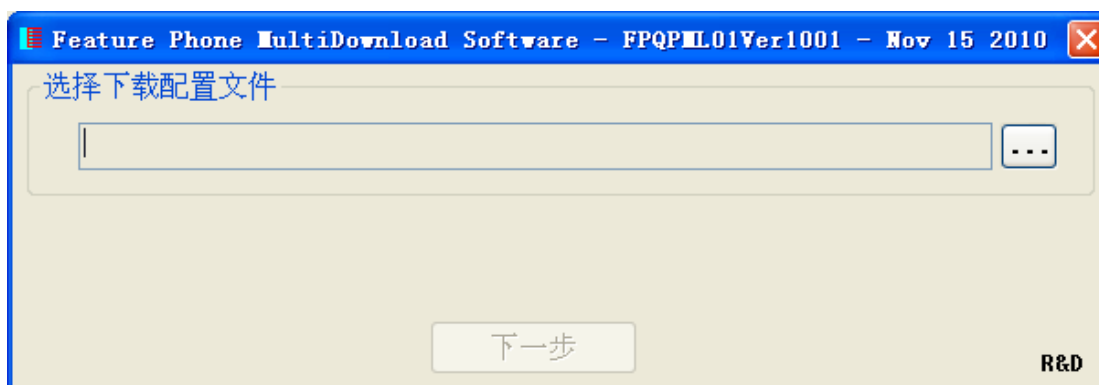 Feature Phone MultiDownload Software - FPQPML01Ver1001 - Nov 15 2010
选择下载配置文件
...
下一步
R&D